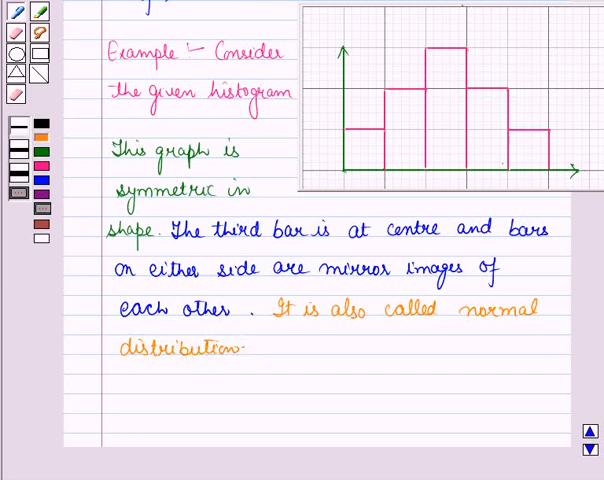 Example :- Consider
the given histogram
This graph is
symmetric in
shape. The third bar is at centre and bars
on either side are mirror images of
each other. It is also called normal
distribution.